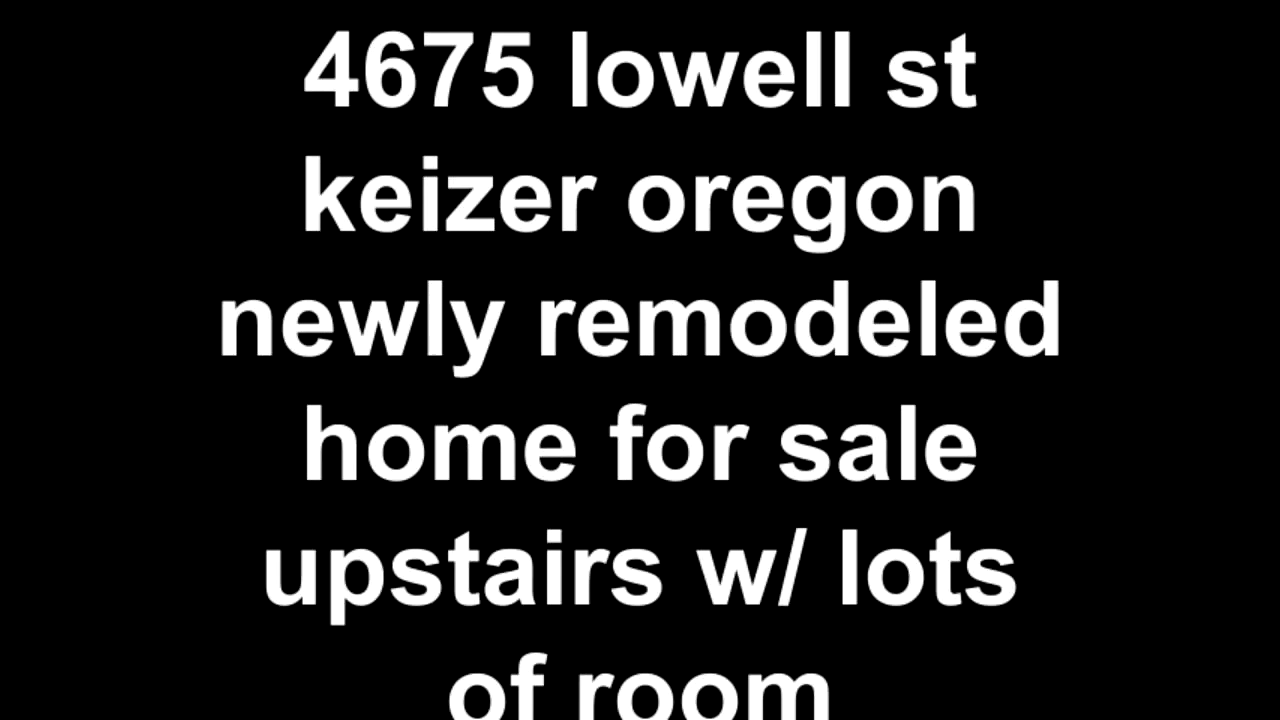 4675 lowell st
keizer oregon
newly remodeled
home for sale
upstairs w/ lots
of room